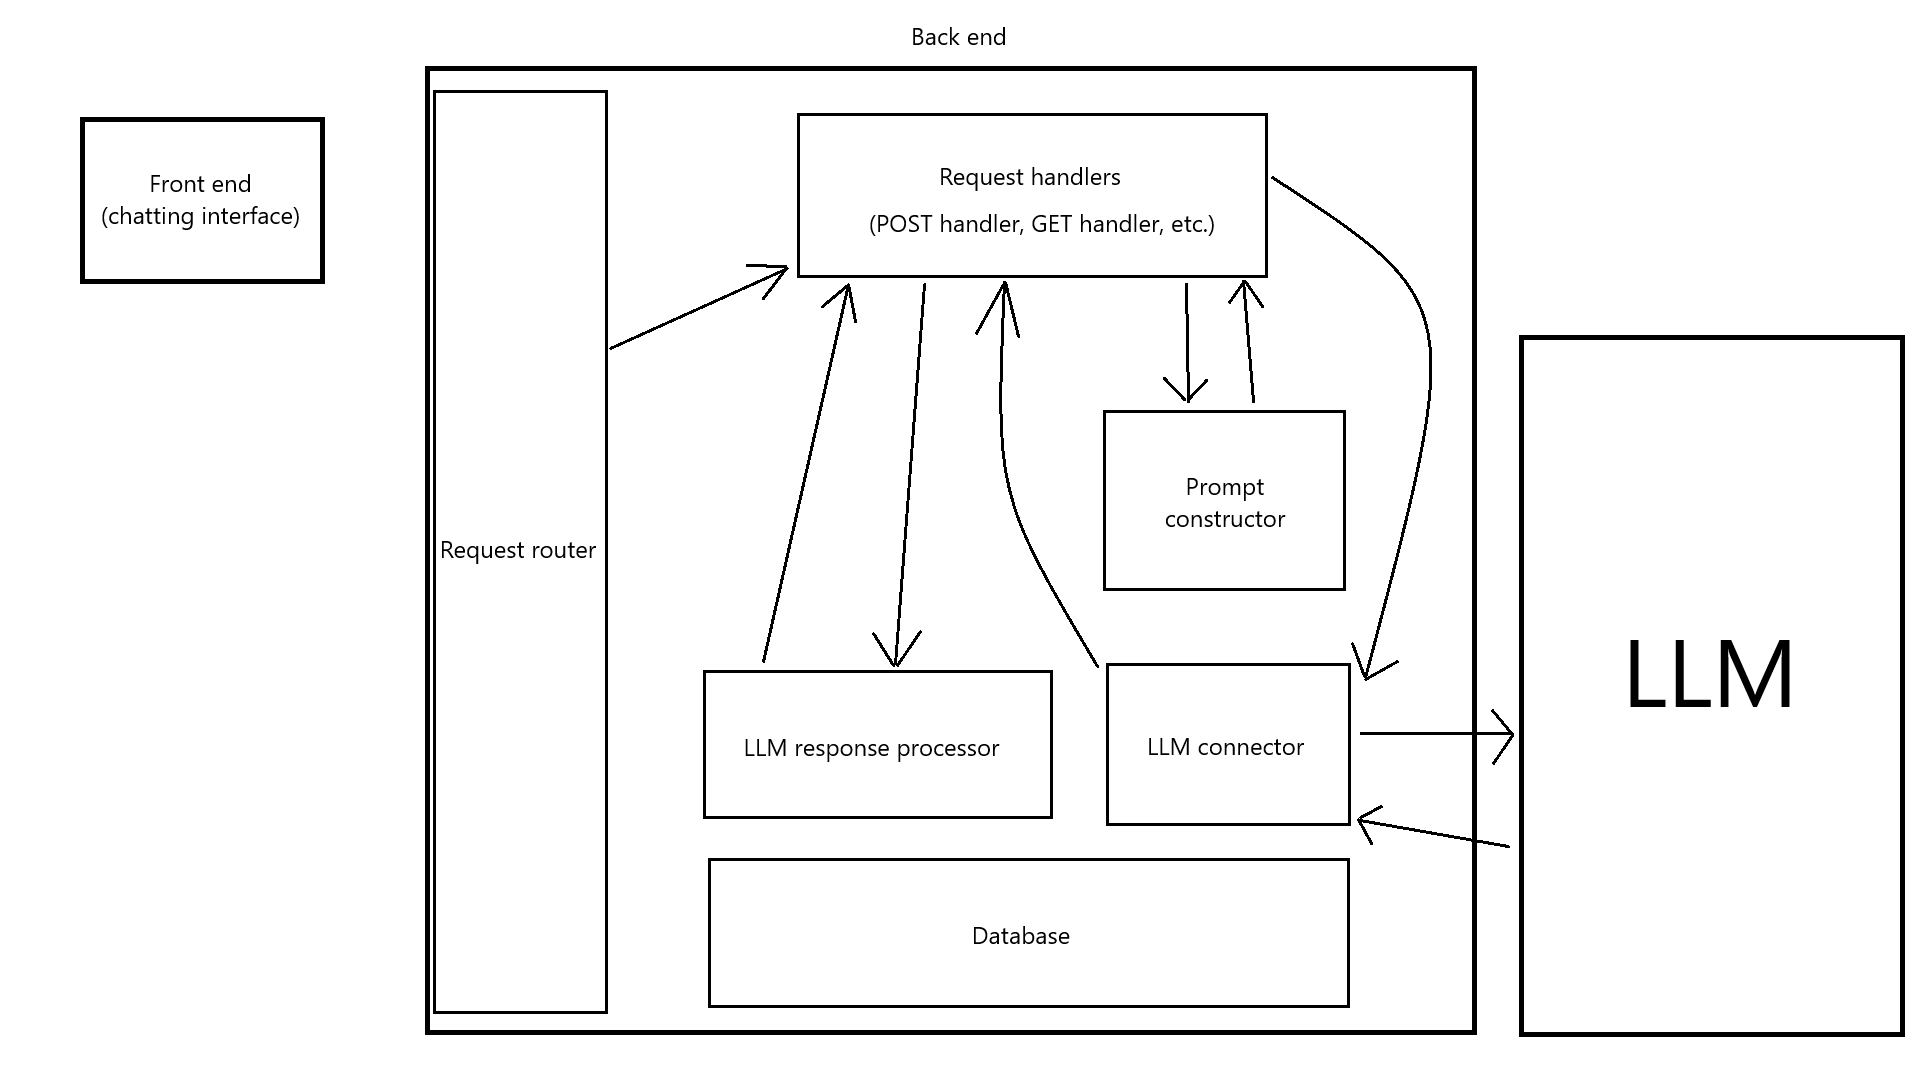 Back end
Front end
(chatting interface)
Request router
Request handlers
(POST handler, GET handler, etc.)
Prompt
constructor
LLM response processor
LLM connector
Database
LLM